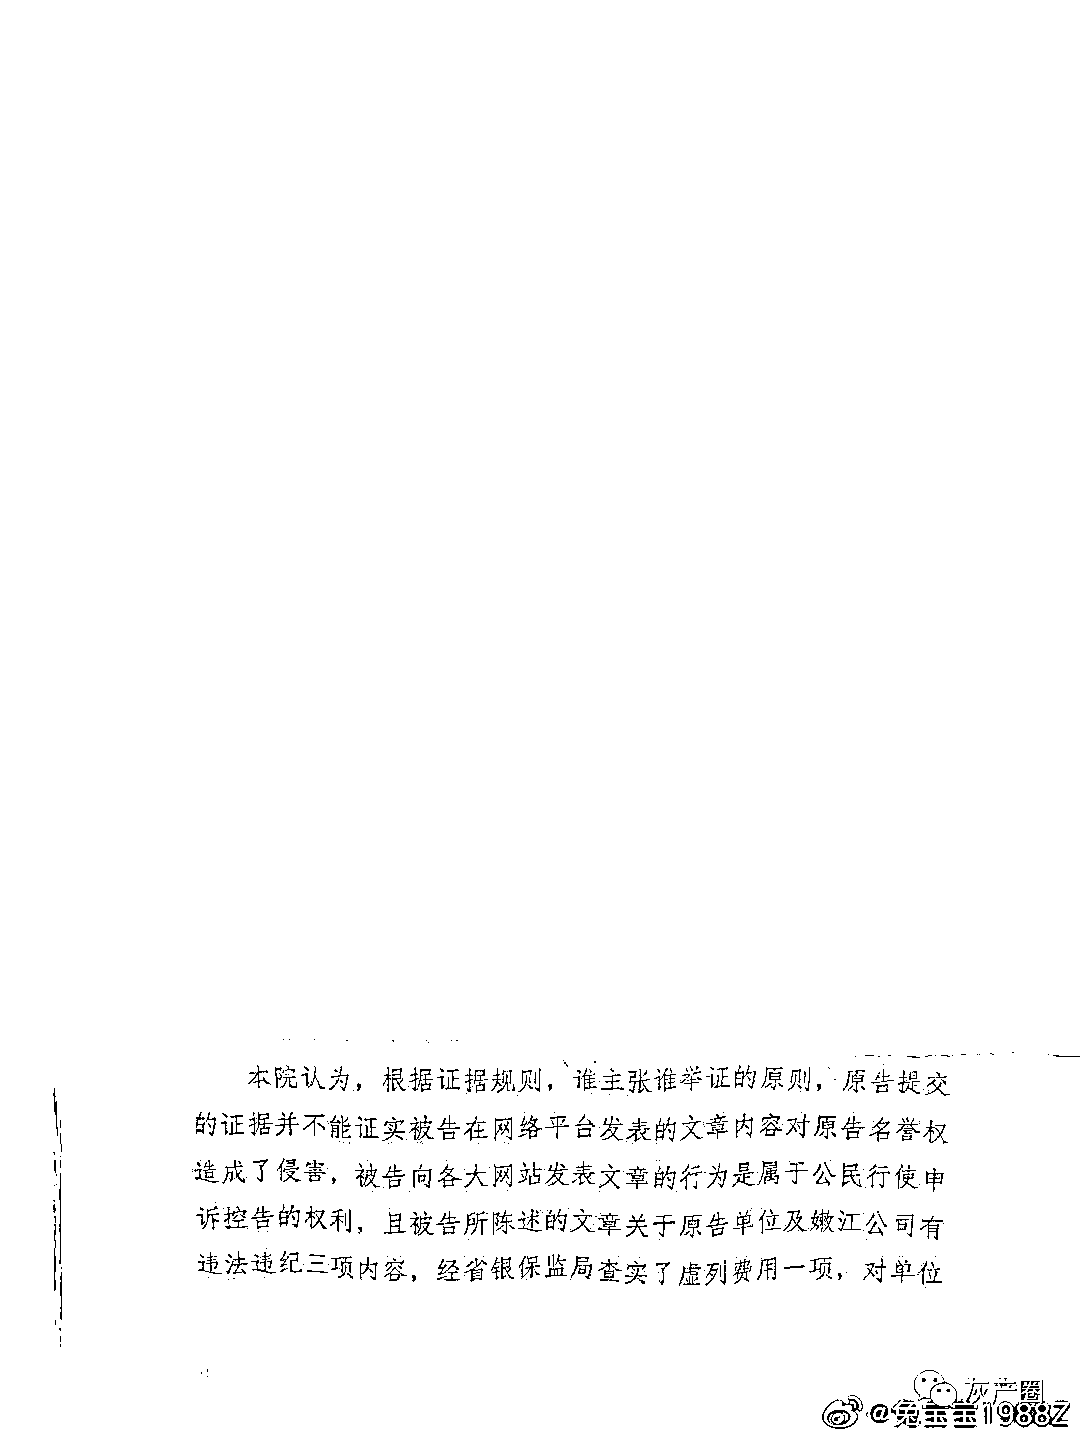 本院认为，根据证据规则，谁主张谁举证的原则，原告提交
的证据并不能证实被告在网络平台发表的文章内容对原告名誉权
造成了侵害，被告向各大网站发表文章的行为是属于公民行使申
诉控告的权利，且被告所陈述的文章关于原告单位及嫩江公司有
违法违纪三项内容，经省银保监局查实了虚列费用一项，对单位
灰产圈
@兔宝宝1988Z